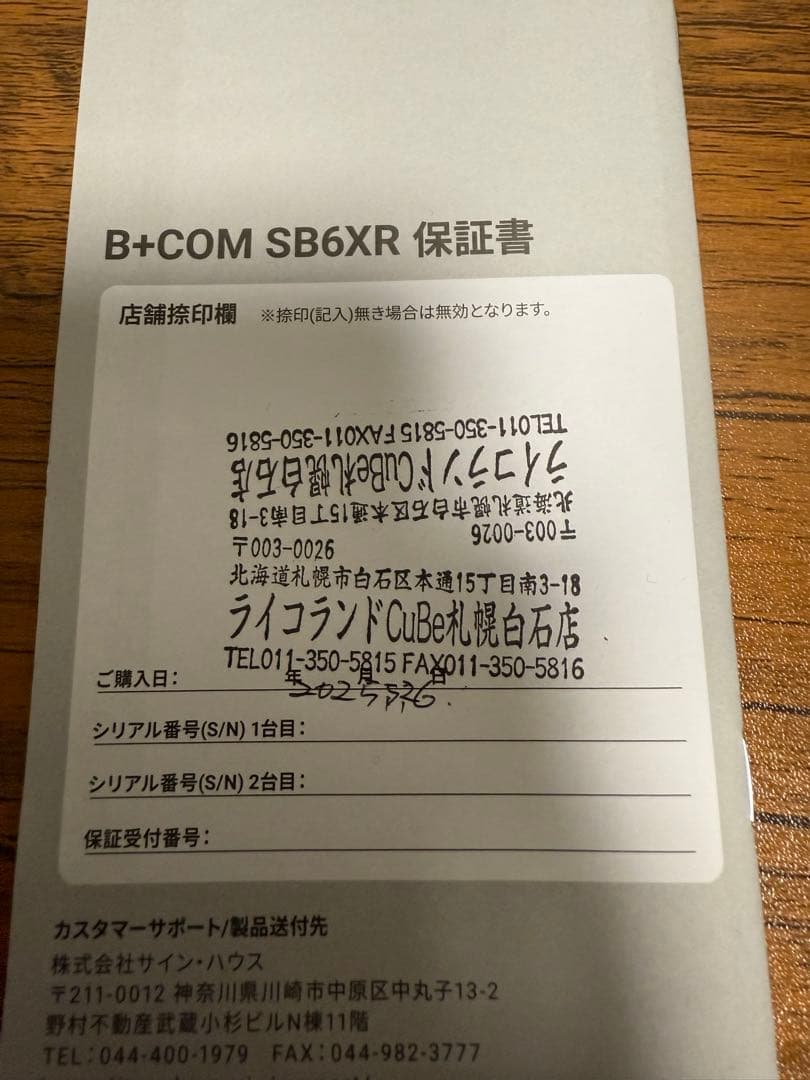 B+COM SB6XR 保証書
店舗捺印欄 ※捺印(記入)無き場合は無効となります。
TEL011-350-5815 FAX011-350-5816
ライコランドCuBe札幌白石店
北海道札幌市白石区本通15丁目南3-18
〒003-0026
〒003-0026
北海道札幌市白石区本通15丁目南3-18
ライコランドCuBe札幌白石店
TEL011-350-5815 FAX011-350-5816
ご購入日： 年 月 日
2025
シリアル番号(S/N) 1台目：
シリアル番号(S/N) 2台目：
保証受付番号：
カスタマーサポート/製品送付先
株式会社サイン・ハウス
〒211-0012 神奈川県川崎市中原区中丸子13-2
野村不動産武蔵小杉ビルN棟11階
TEL：044-400-1979 FAX：044-982-3777